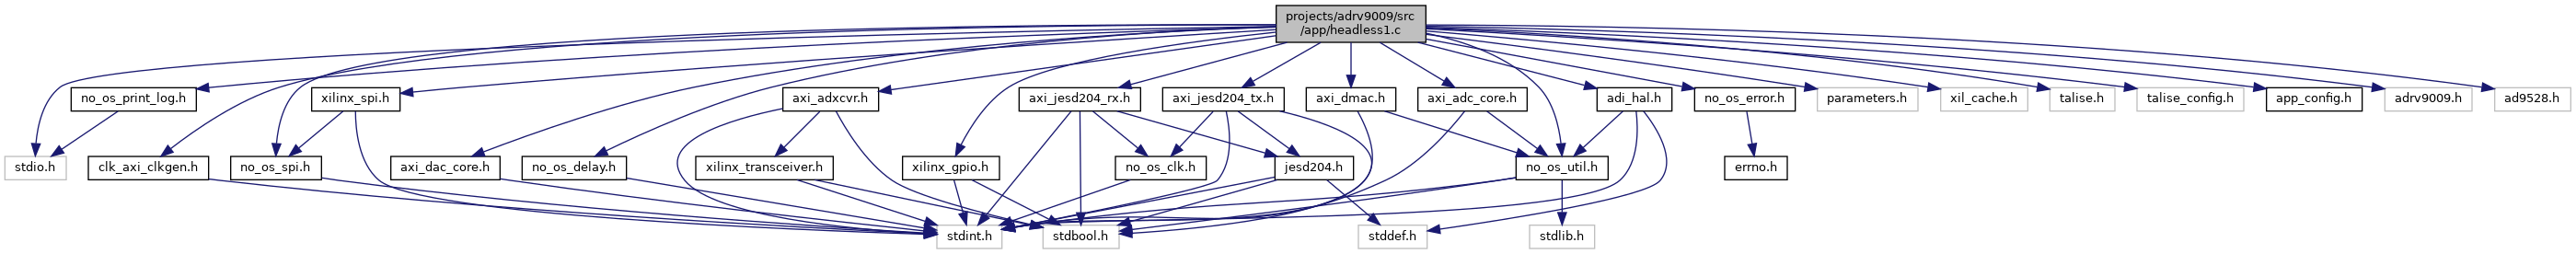 projects/adrv9009/src
/app/headless1.c
no_os_print_log.h
xilinx_spi.h
axi_adxcvr.h
axi_jesd204_rx.h
axi_jesd204_tx.h
axi_dmac.h
axi_adc_core.h
adi_hal.h
no_os_error.h
parameters.h
xil_cache.h
talise.h
talise_config.h
app_config.h
adrv9009.h
ad9528.h
stdio.h
clk_axi_clkgen.h
no_os_spi.h
axi_dac_core.h
no_os_delay.h
xilinx_transceiver.h
xilinx_gpio.h
no_os_clk.h
jesd204.h
no_os_util.h
errno.h
stdint.h
stdbool.h
stddef.h
stdlib.h